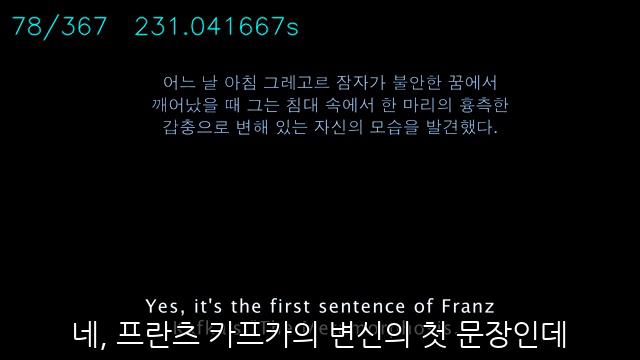 78/367 231.041667s
어느 날 아침 그레고르 잠자가 불안한 꿈에서
깨어났을 때 그는 침대 속에서 한 마리의 흉측한
갑충으로 변해 있는 자신의 모습을 발견했다.
Yes, it's the first sentence of Franz
네, 프란츠 카프카의 변신의 첫 문장인데